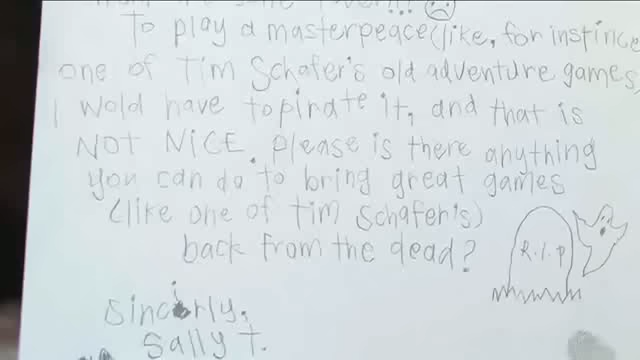 To play a masterpeace (like, for instince
one of Tim Schafer's old adventure games,
I wold have to pirate it, and that is
NOT NICE. Please is there anything
you can do to bring great games
(like one of Tim Schafer's)
back from the dead?
R.I.P
Sincirly,
Sally T.